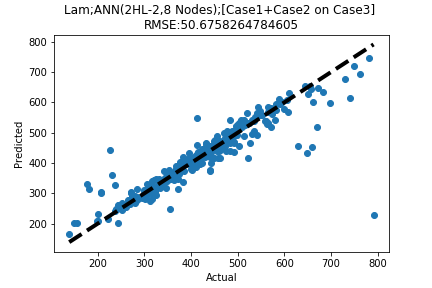 Lam;ANN(2HL-2,8 Nodes);[Case1+Case2 on Case3]
RMSE:50.6758264784605
800
700
600
500
400
300
200
Predicted
200 300 400 500 600 700 800
Actual